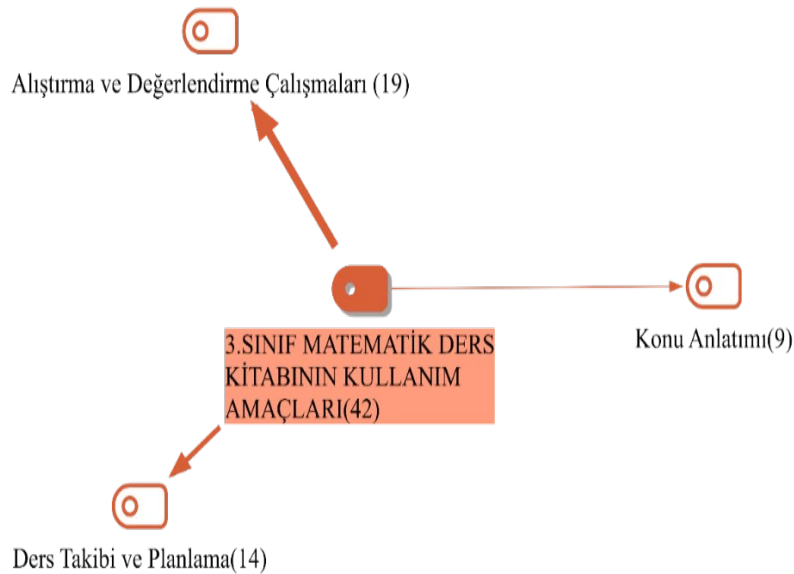 Alıştırma ve Değerlendirme Çalışmaları (19)
3.SINIF MATEMATİK DERS
KİTABININ KULLANIM
AMAÇLARI(42)
Konu Anlatımı(9)
Ders Takibi ve Planlama(14)